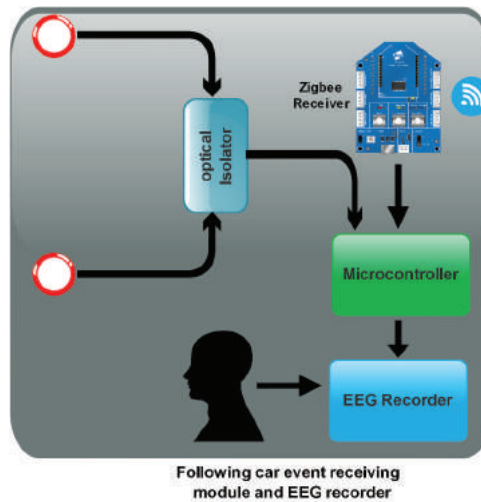 Zigbee
Receiver
optical
Isolator
Microcontroller
EEG Recorder
Following car event receiving
module and EEG recorder